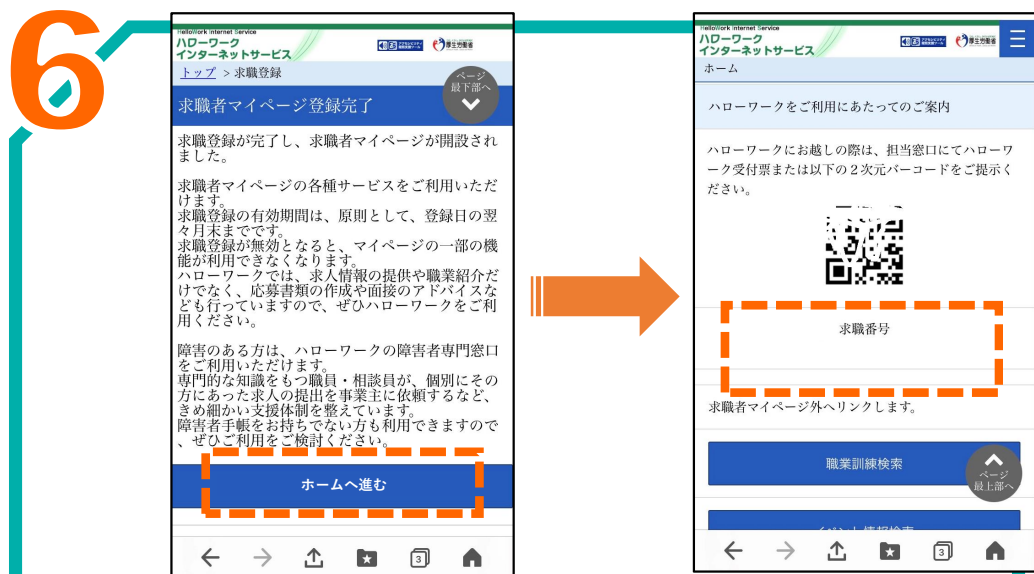 6
HelloWork Internet Service
ハローワーク
インターネットサービス
厚生労働省
トップ > 求職登録
ページ
最下部へ
求職者マイページ登録完了
求職登録が完了し、求職者マイページが開設され
ました。
求職者マイページの各種サービスをご利用いただ
けます。
求職登録の有効期間は、原則として、登録日の翌
々月末までです。
求職登録が無効となると、マイページの一部の機
能が利用できなくなります。
ハローワークでは、求人情報の提供や職業紹介だ
けでなく、応募書類の作成や面接のアドバイスな
ども行っていますので、ぜひハローワークをご利
用ください。
障害のある方は、ハローワークの障害者専門窓口
をご利用いただけます。
専門的な知識をもつ職員・相談員が、個別にその
方にあった求人の提出を事業主に依頼するなど、
きめ細かい支援体制を整えています。
障害者手帳をお持ちでない方も利用できますので
、ぜひご利用をご検討ください。
ホームへ進む
3
HelloWork Internet Service
ハローワーク
インターネットサービス
厚生労働省
ホーム
ハローワークをご利用にあたってのご案内
ハローワークにお越しの際は、担当窓口にてハローワ
ーク受付票または以下の２次元バーコードをご提示く
ださい。
求職番号
求職者マイページ外へリンクします。
職業訓練検索
ページ
最上部へ
イベント情報検索
3